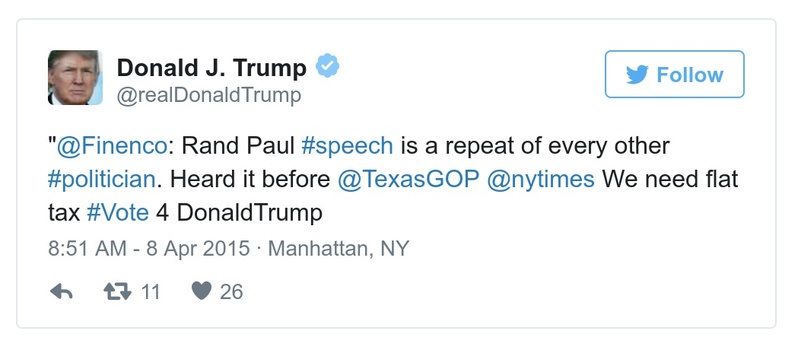 Donald J. Trump
@realDonaldTrump
Follow
"@Finenco: Rand Paul #speech is a repeat of every other
#politician. Heard it before @TexasGOP @nytimes We need flat
tax #Vote 4 DonaldTrump
8:51 AM - 8 Apr 2015 · Manhattan, NY
11 26